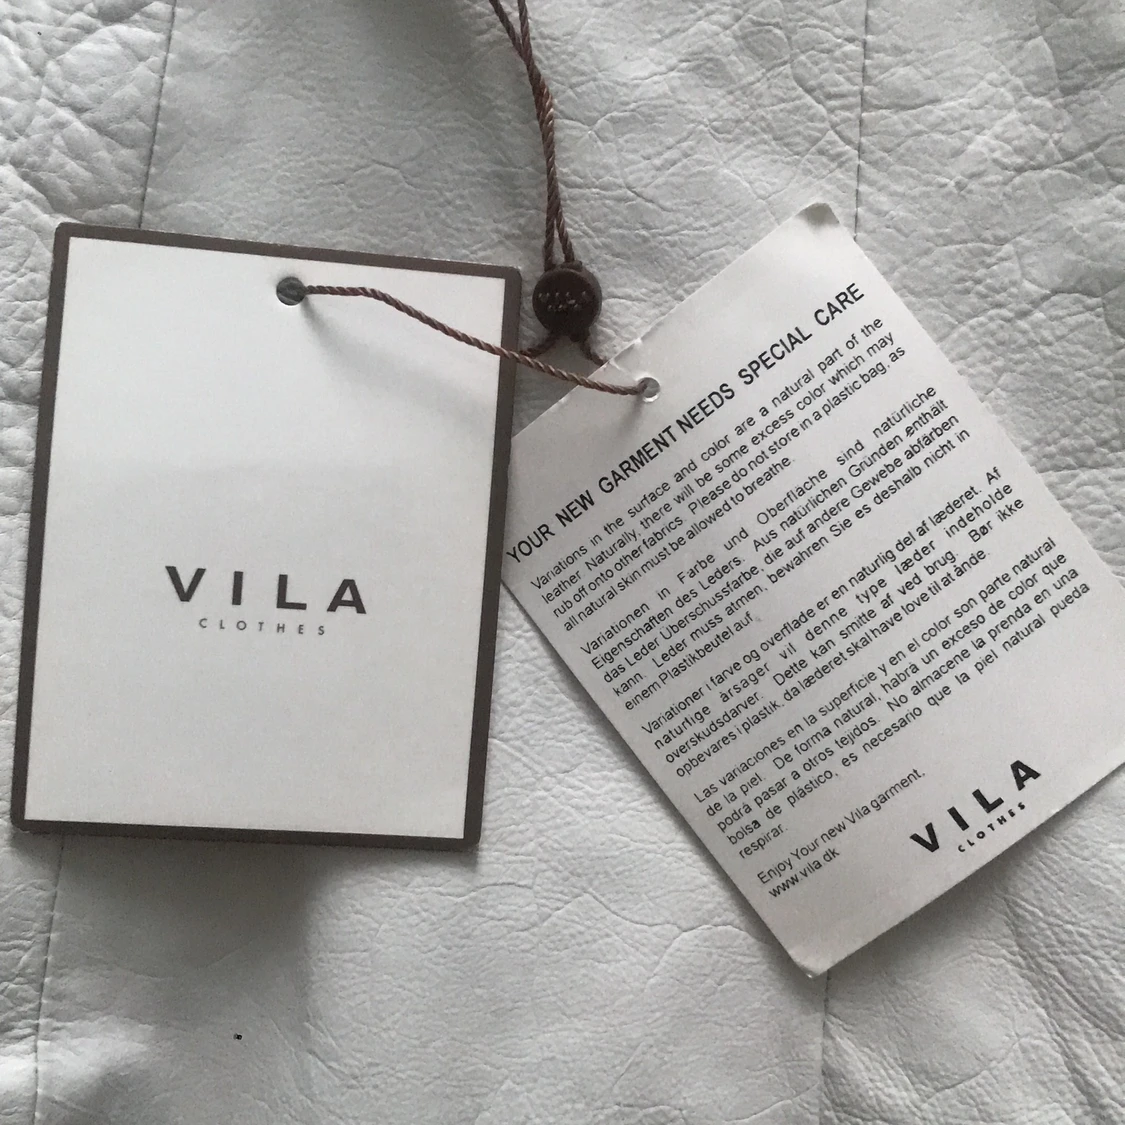 VILA
CLOTHES
VILA
YOUR NEW GARMENT NEEDS SPECIAL CARE
Variations in the surface and color are a natural part of the
leather. Naturally, there will be some excess color which may
rub off onto other fabrics. Please do not store in a plastic bag, as
all natural skin must be allowed to breathe.
Variationen in Farbe und Oberfläche sind natürliche
Eigenschaften des Leders. Aus natürlichen Gründen enthält
das Leder Überschussfarbe, die auf andere Gewebe abfärben
kann. Leder muss atmen, bewahren Sie es deshalb nicht in
einem Plastikbeutel auf.
Variationer i farve og overflade er en naturlig del af læderet. Af
naturlige årsager vil denne type læder indeholde
overskudsdarver. Dette kan smitte af ved brug. Bør ikke
opbevares i plastik, da læderet skal have lov til at ånde.
Las variaciones en la superficie y en el color son parte natural
de la piel. De forma natural, habrá un exceso de color que
podrá pasar a otros tejidos. No almacene la prenda en una
bolsa de plástico, es necesario que la piel natural pueda
respirar.
Enjoy Your new Vila garment,
www.vila.dk
VILA
CLOTHES